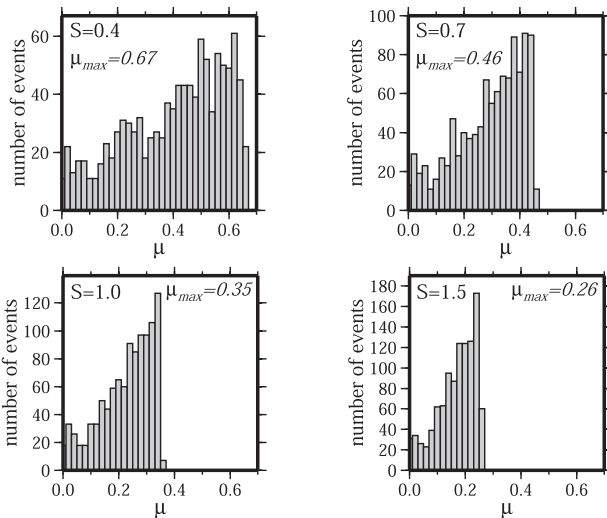 S=0.4
μmax=0.67
number of events
0
20
40
60
0.0 0.2 0.4 0.6
μ
S=0.7
μmax=0.46
number of events
0
20
40
60
80
100
0.0 0.2 0.4 0.6
μ
S=1.0
μmax=0.35
number of events
0
20
40
60
80
100
120
0.0 0.2 0.4 0.6
μ
S=1.5
μmax=0.26
number of events
0
20
40
60
80
100
120
140
160
180
0.0 0.2 0.4 0.6
μ